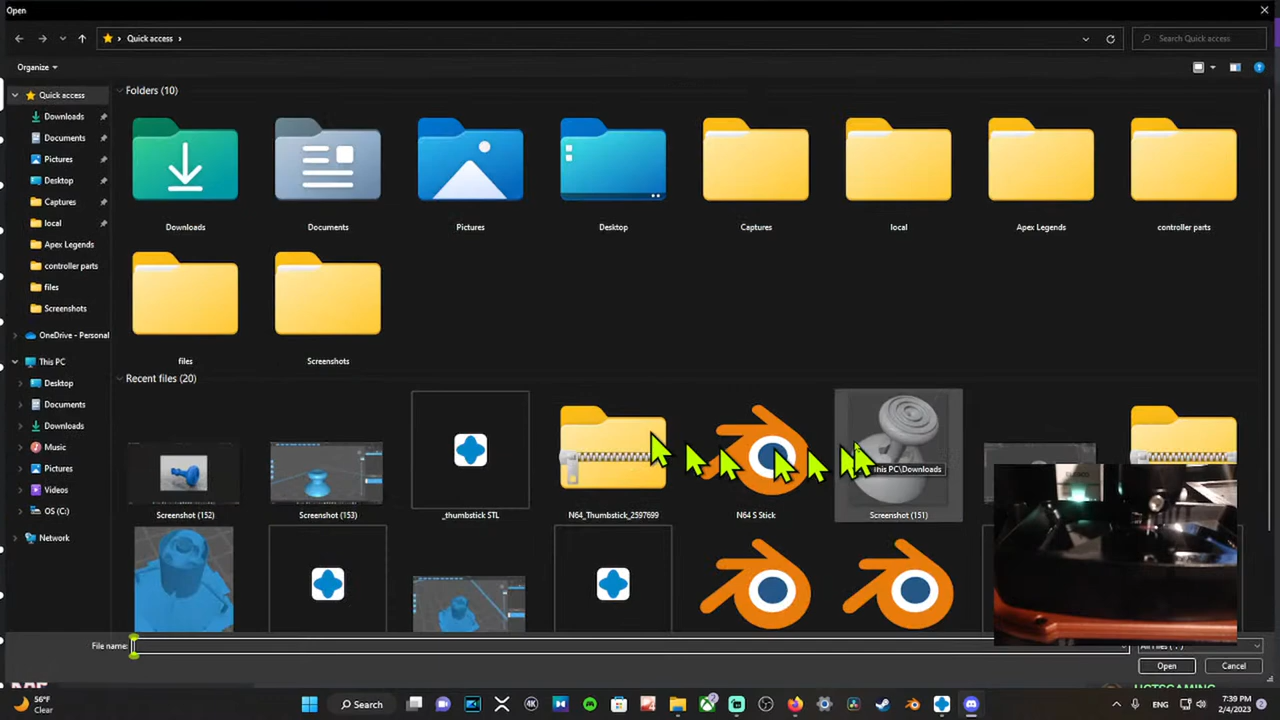 Open
Quick access
Search Quick access
Organize
Folders (10)
Quick access
Downloads
Documents
Pictures
Desktop
Captures
local
Apex Legends
controller parts
files
Screenshots
OneDrive - Personal
This PC
Desktop
Documents
Downloads
Music
Pictures
Videos
OS (C:)
Network
Downloads
Documents
Pictures
Desktop
Captures
local
Apex Legends
controller parts
files
Screenshots
Recent files (20)
This PC\Downloads
Screenshot (152)
Screenshot (153)
_thumbstick STL
N64_Thumbstick_2597699
N64 S Stick
Screenshot (151)
File name:
Open
Cancel
56°F
Clear
Search
4K
2
ENG
7:39 PM
2/4/2023